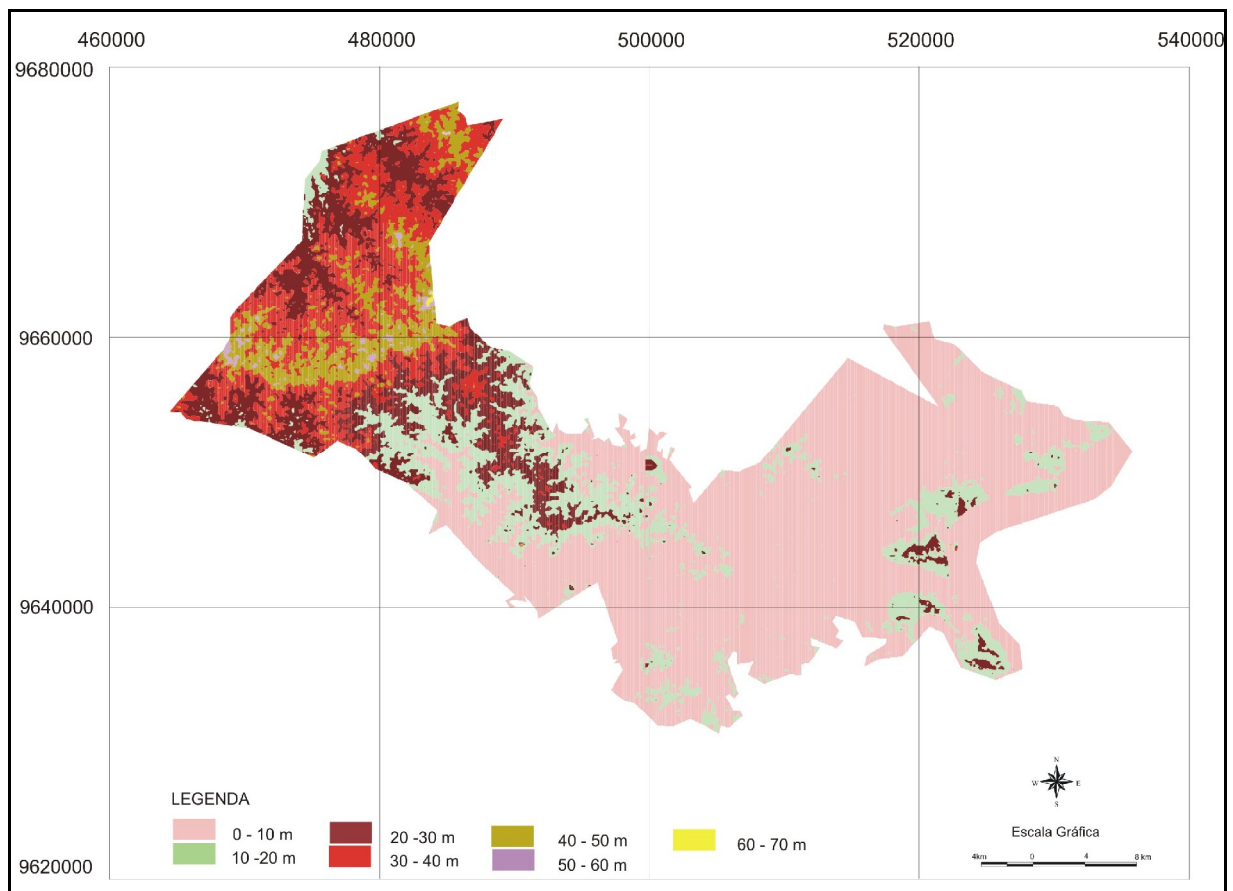 460000 480000 500000 520000 540000
9680000
9660000
9640000
9620000
LEGENDA
0 - 10 m
10 -20 m
20 -30 m
30 - 40 m
40 - 50 m
50 - 60 m
60 - 70 m
N
W E
S
Escala Gráfica
4km 0 4 8 km